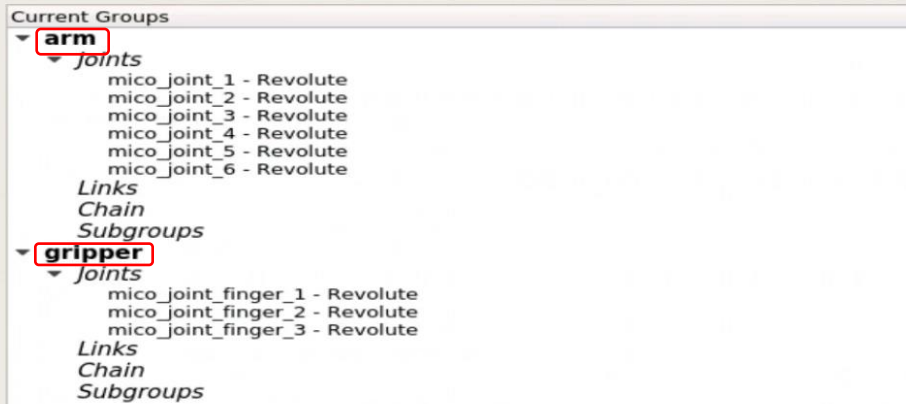 Current Groups
arm
Joints
mico_joint_1 - Revolute
mico_joint_2 - Revolute
mico_joint_3 - Revolute
mico_joint_4 - Revolute
mico_joint_5 - Revolute
mico_joint_6 - Revolute
Links
Chain
Subgroups
gripper
Joints
mico_joint_finger_1 - Revolute
mico_joint_finger_2 - Revolute
mico_joint_finger_3 - Revolute
Links
Chain
Subgroups